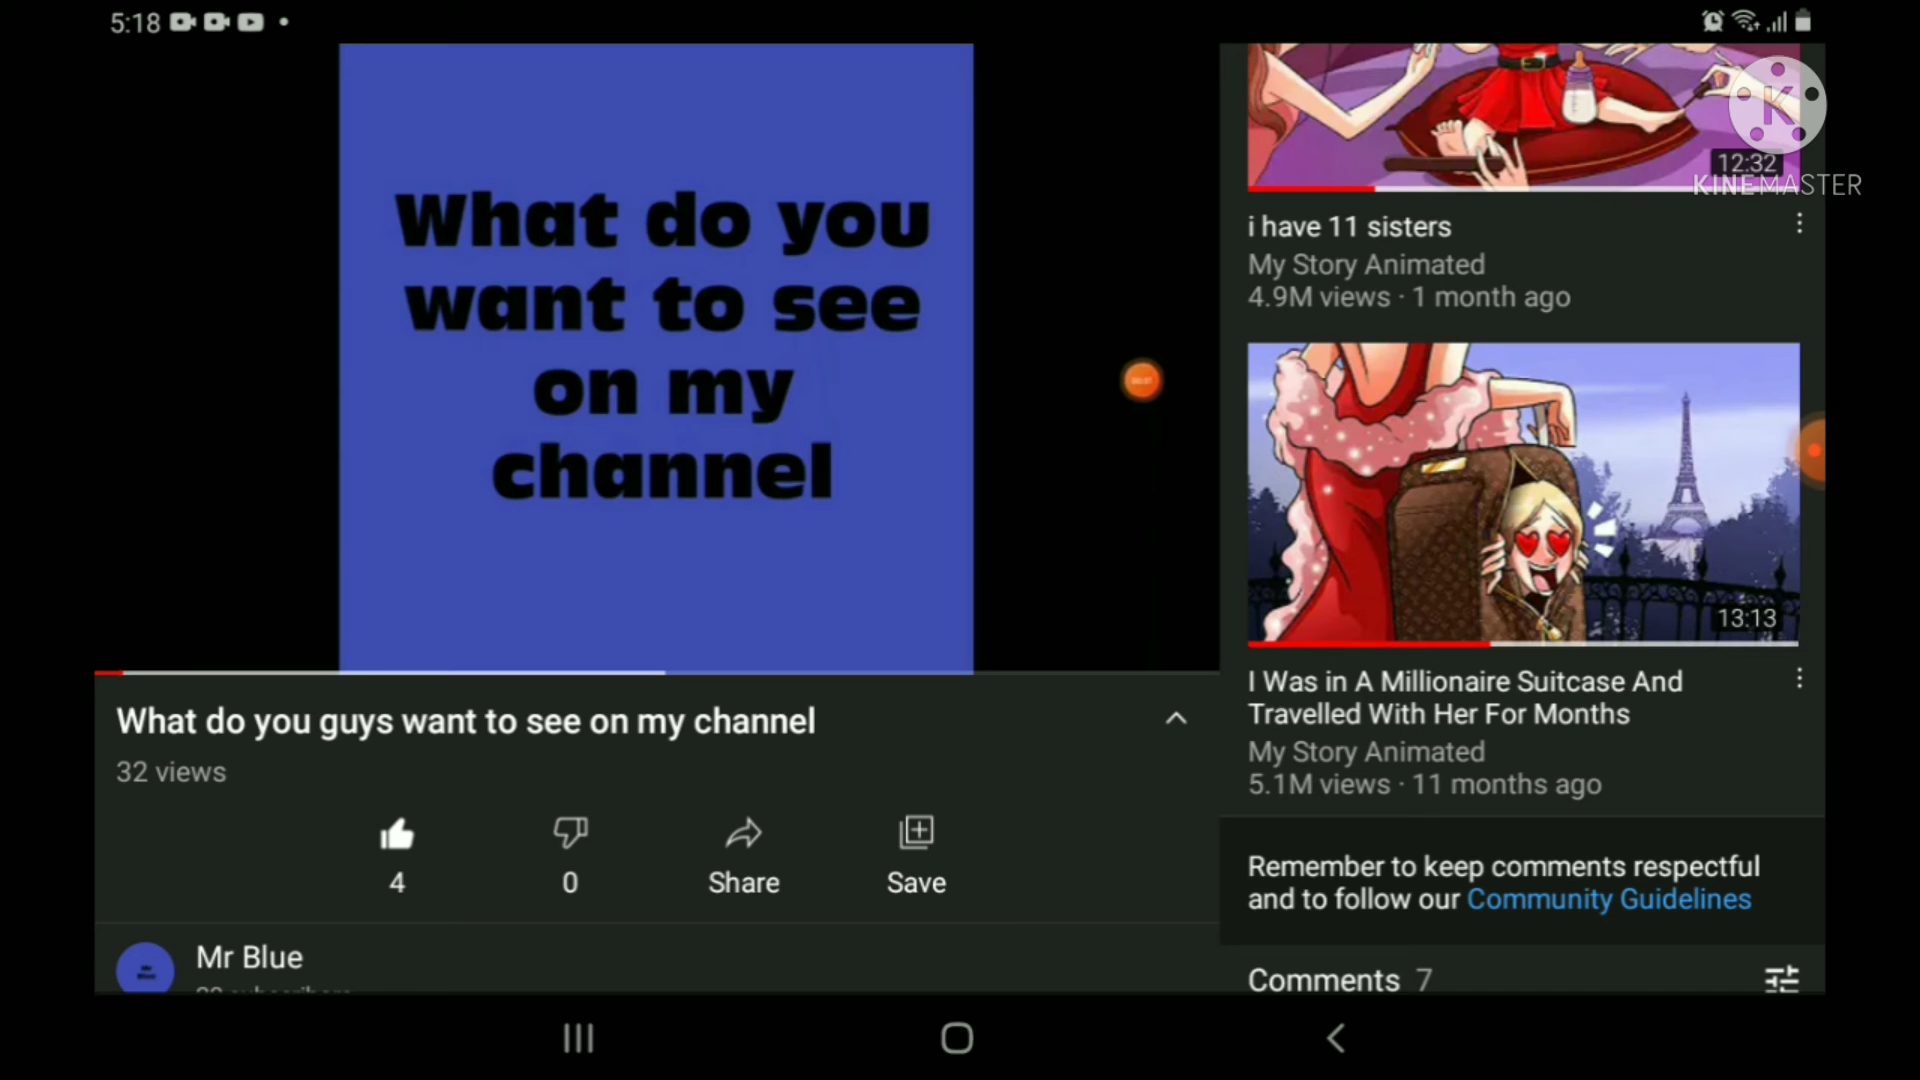 5:18
What do you
want to see
on my
channel
What do you guys want to see on my channel
32 views
4
0
Share
Save
Mr Blue
12:32
K
KINEMASTER
i have 11 sisters
My Story Animated
4.9M views · 1 month ago
13:13
I Was in A Millionaire Suitcase And
Travelled With Her For Months
My Story Animated
5.1M views · 11 months ago
Remember to keep comments respectful
and to follow our Community Guidelines
Comments 7